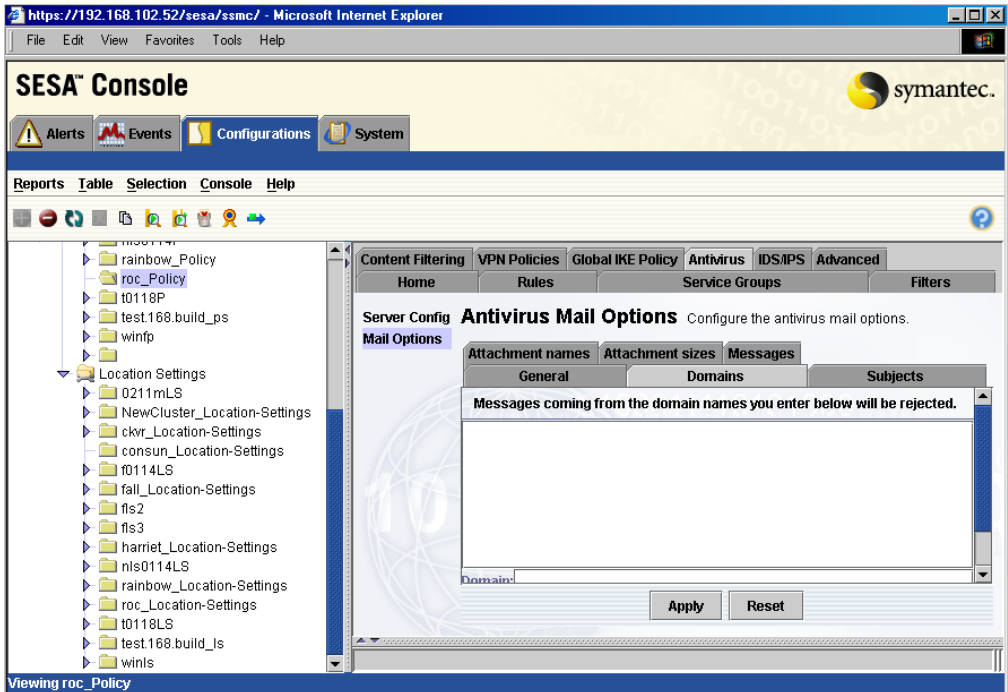 https://192.168.102.52/sesa/ssmc/ - Microsoft Internet Explorer
File Edit View Favorites Tools Help
SESA™ Console
symantec.
Alerts Events Configurations System
Reports Table Selection Console Help
rainbow_Policy
roc_Policy
t0118P
test.168.build_ps
winfp
Location Settings
0211mLS
NewCluster_Location-Settings
ckvr_Location-Settings
consun_Location-Settings
f0114LS
fall_Location-Settings
fls2
fls3
harriet_Location-Settings
nls0114LS
rainbow_Location-Settings
roc_Location-Settings
t0118LS
test.168.build_ls
winls
Content Filtering VPN Policies Global IKE Policy Antivirus IDS/IPS Advanced
Home Rules Service Groups Filters
Server Config
Mail Options
Antivirus Mail Options Configure the antivirus mail options.
Attachment names Attachment sizes Messages
General Domains Subjects
Messages coming from the domain names you enter below will be rejected.
Domain:
Apply Reset
Viewing roc_Policy